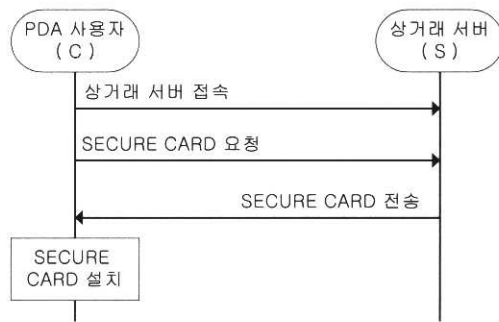 PDA 사용자
( C )
상거래 서버
( S )
상거래 서버 접속
SECURE CARD 요청
SECURE CARD 전송
SECURE
CARD 설치